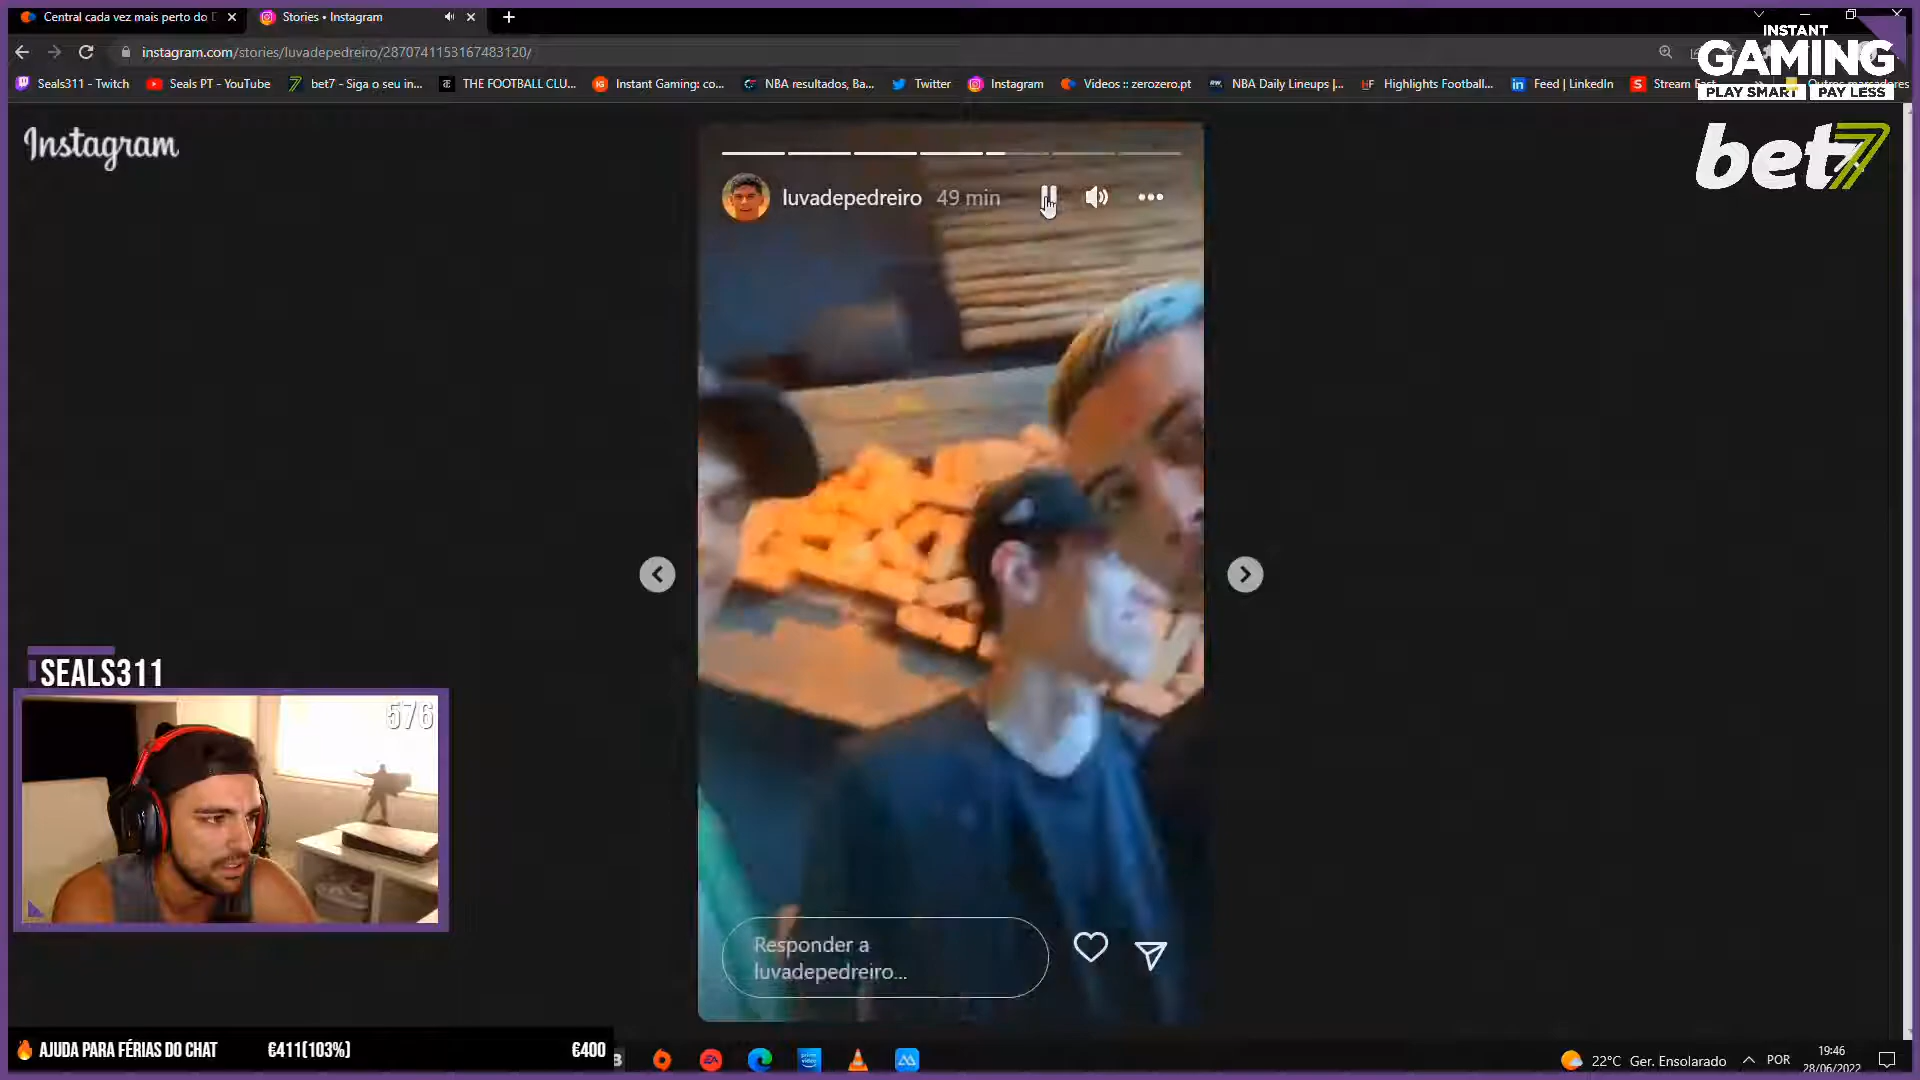 Central cada vez mais perto do
Stories • Instagram
instagram.com/stories/luvadepedreiro/2870741153167483120/
Seals311 - Twitch
Seals PT - YouTube
bet7 - Siga o seu in...
THE FOOTBALL CLU...
Instant Gaming: co...
NBA resultados, Ba...
Twitter
Instagram
Videos :: zerozero.pt
NBA Daily Lineups |...
Highlights Football...
Feed | LinkedIn
Stream East
INSTANT
GAMING
PLAY SMART PAY LESS
bet7
Instagram
luvadepedreiro 49 min
SEALS311
576
Responder a
luvadepedreiro...
AJUDA PARA FÉRIAS DO CHAT €411(103%) €400
22°C Ger. Ensolarado
POR
19:46
28/06/2022